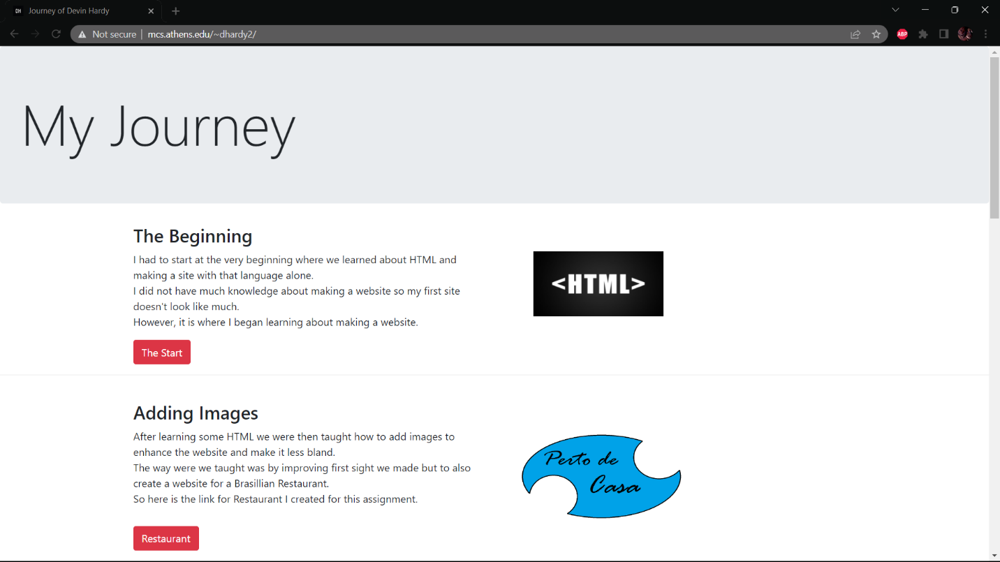 DH Journey of Devin Hardy
Not secure | mcs.athens.edu/~dhardy2/
ABP
My Journey
The Beginning
I had to start at the very beginning where we learned about HTML and
making a site with that language alone.
I did not have much knowledge about making a website so my first site
doesn't look like much.
However, it is where I began learning about making a website.
<HTML>
The Start
Adding Images
After learning some HTML we were then taught how to add images to
enhance the website and make it less bland.
The way were we taught was by improving first sight we made but to also
create a website for a Brasillian Restaurant.
So here is the link for Restaurant I created for this assignment.
Perto de
Casa
Restaurant